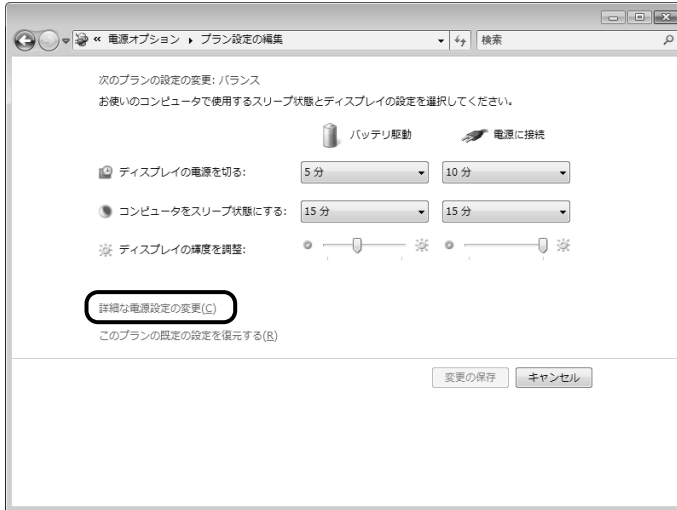 « 電源オプション ▸ プラン設定の編集
検索
次のプランの設定の変更: バランス
お使いのコンピュータで使用するスリープ状態とディスプレイの設定を選択してください。
バッテリ駆動 電源に接続
ディスプレイの電源を切る: 5 分 10 分
コンピュータをスリープ状態にする: 15 分 15 分
ディスプレイの輝度を調整:
詳細な電源設定の変更(C)
このプランの既定の設定を復元する(R)
変更の保存 キャンセル